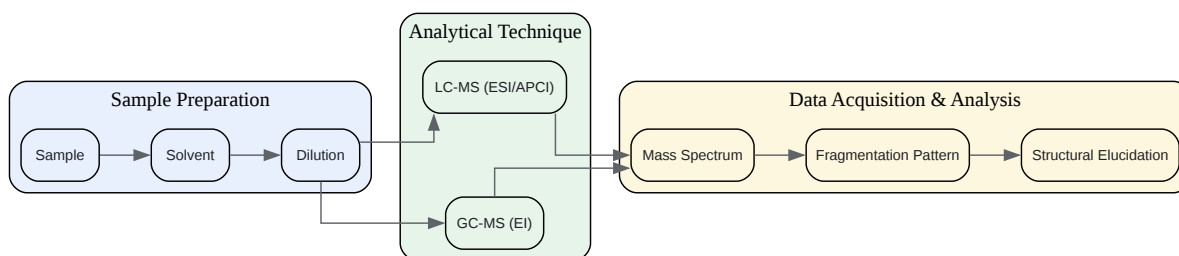 Sample Preparation
Sample
Solvent
Dilution
Analytical Technique
LC-MS (ESI/APCI)
GC-MS (EI)
Data Acquisition & Analysis
Mass Spectrum
Fragmentation Pattern
Structural Elucidation